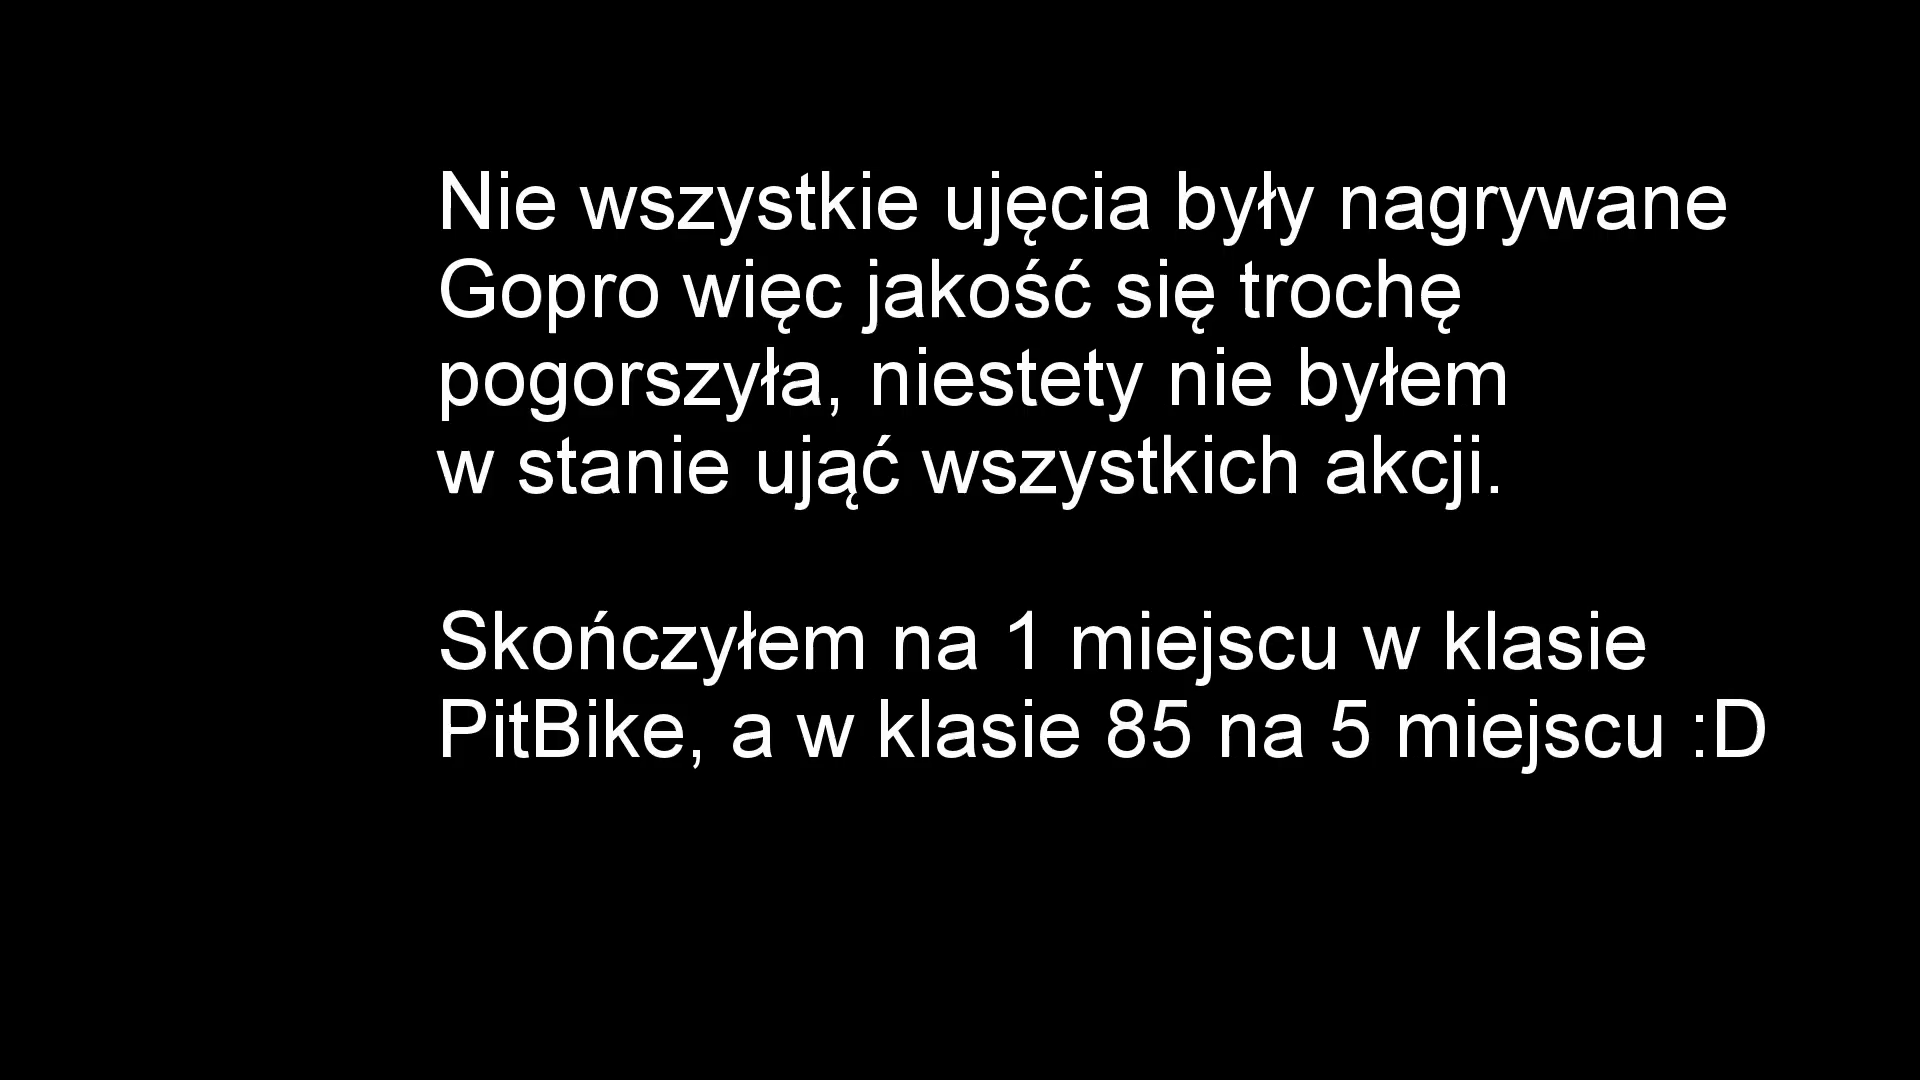 Nie wszystkie ujęcia były nagrywane
Gopro więc jakość się trochę
pogorszyła, niestety nie byłem
w stanie ująć wszystkich akcji.
Skończyłem na 1 miejscu w klasie
PitBike, a w klasie 85 na 5 miejscu :D